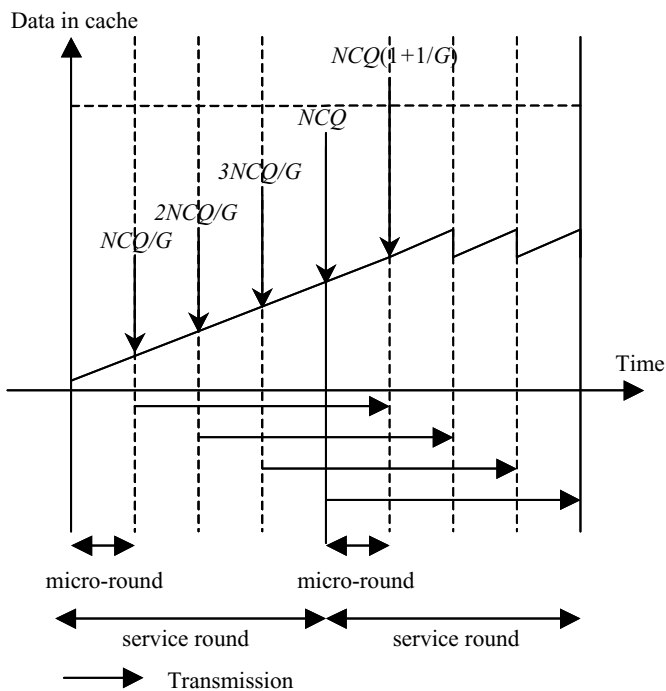 Data in cache
NCQ(1+1/G)
NCQ
3NCQ/G
2NCQ/G
NCQ/G
Time
micro-round
micro-round
service round
service round
Transmission